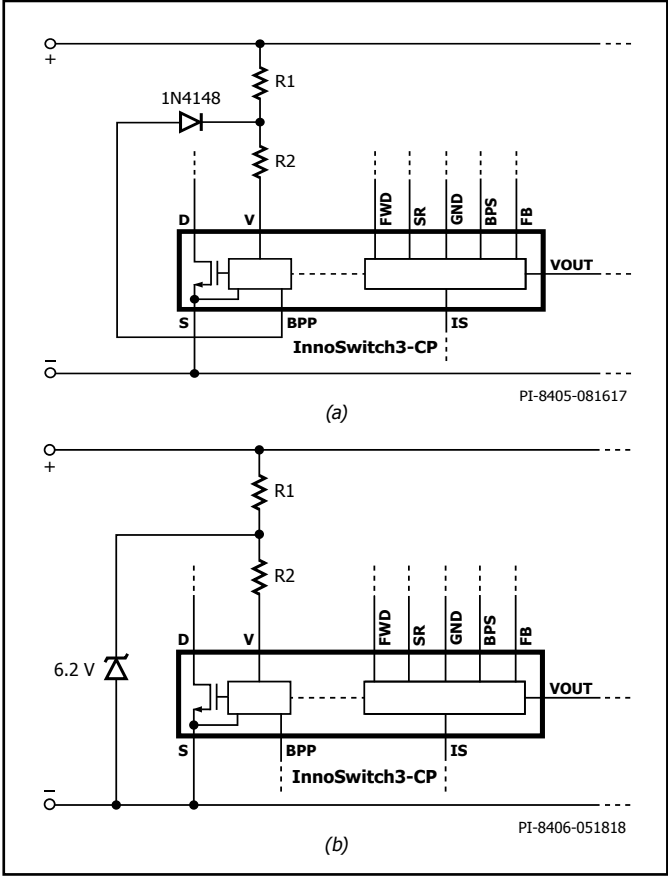 +
R1
1N4148
R2
D
V
FWD
SR
GND
BPS
FB
VOUT
S
BPP
IS
InnoSwitch3-CP
−
PI-8405-081617
(a)
+
R1
R2
D
V
FWD
SR
GND
BPS
FB
6.2 V
VOUT
S
BPP
IS
InnoSwitch3-CP
−
PI-8406-051818
(b)